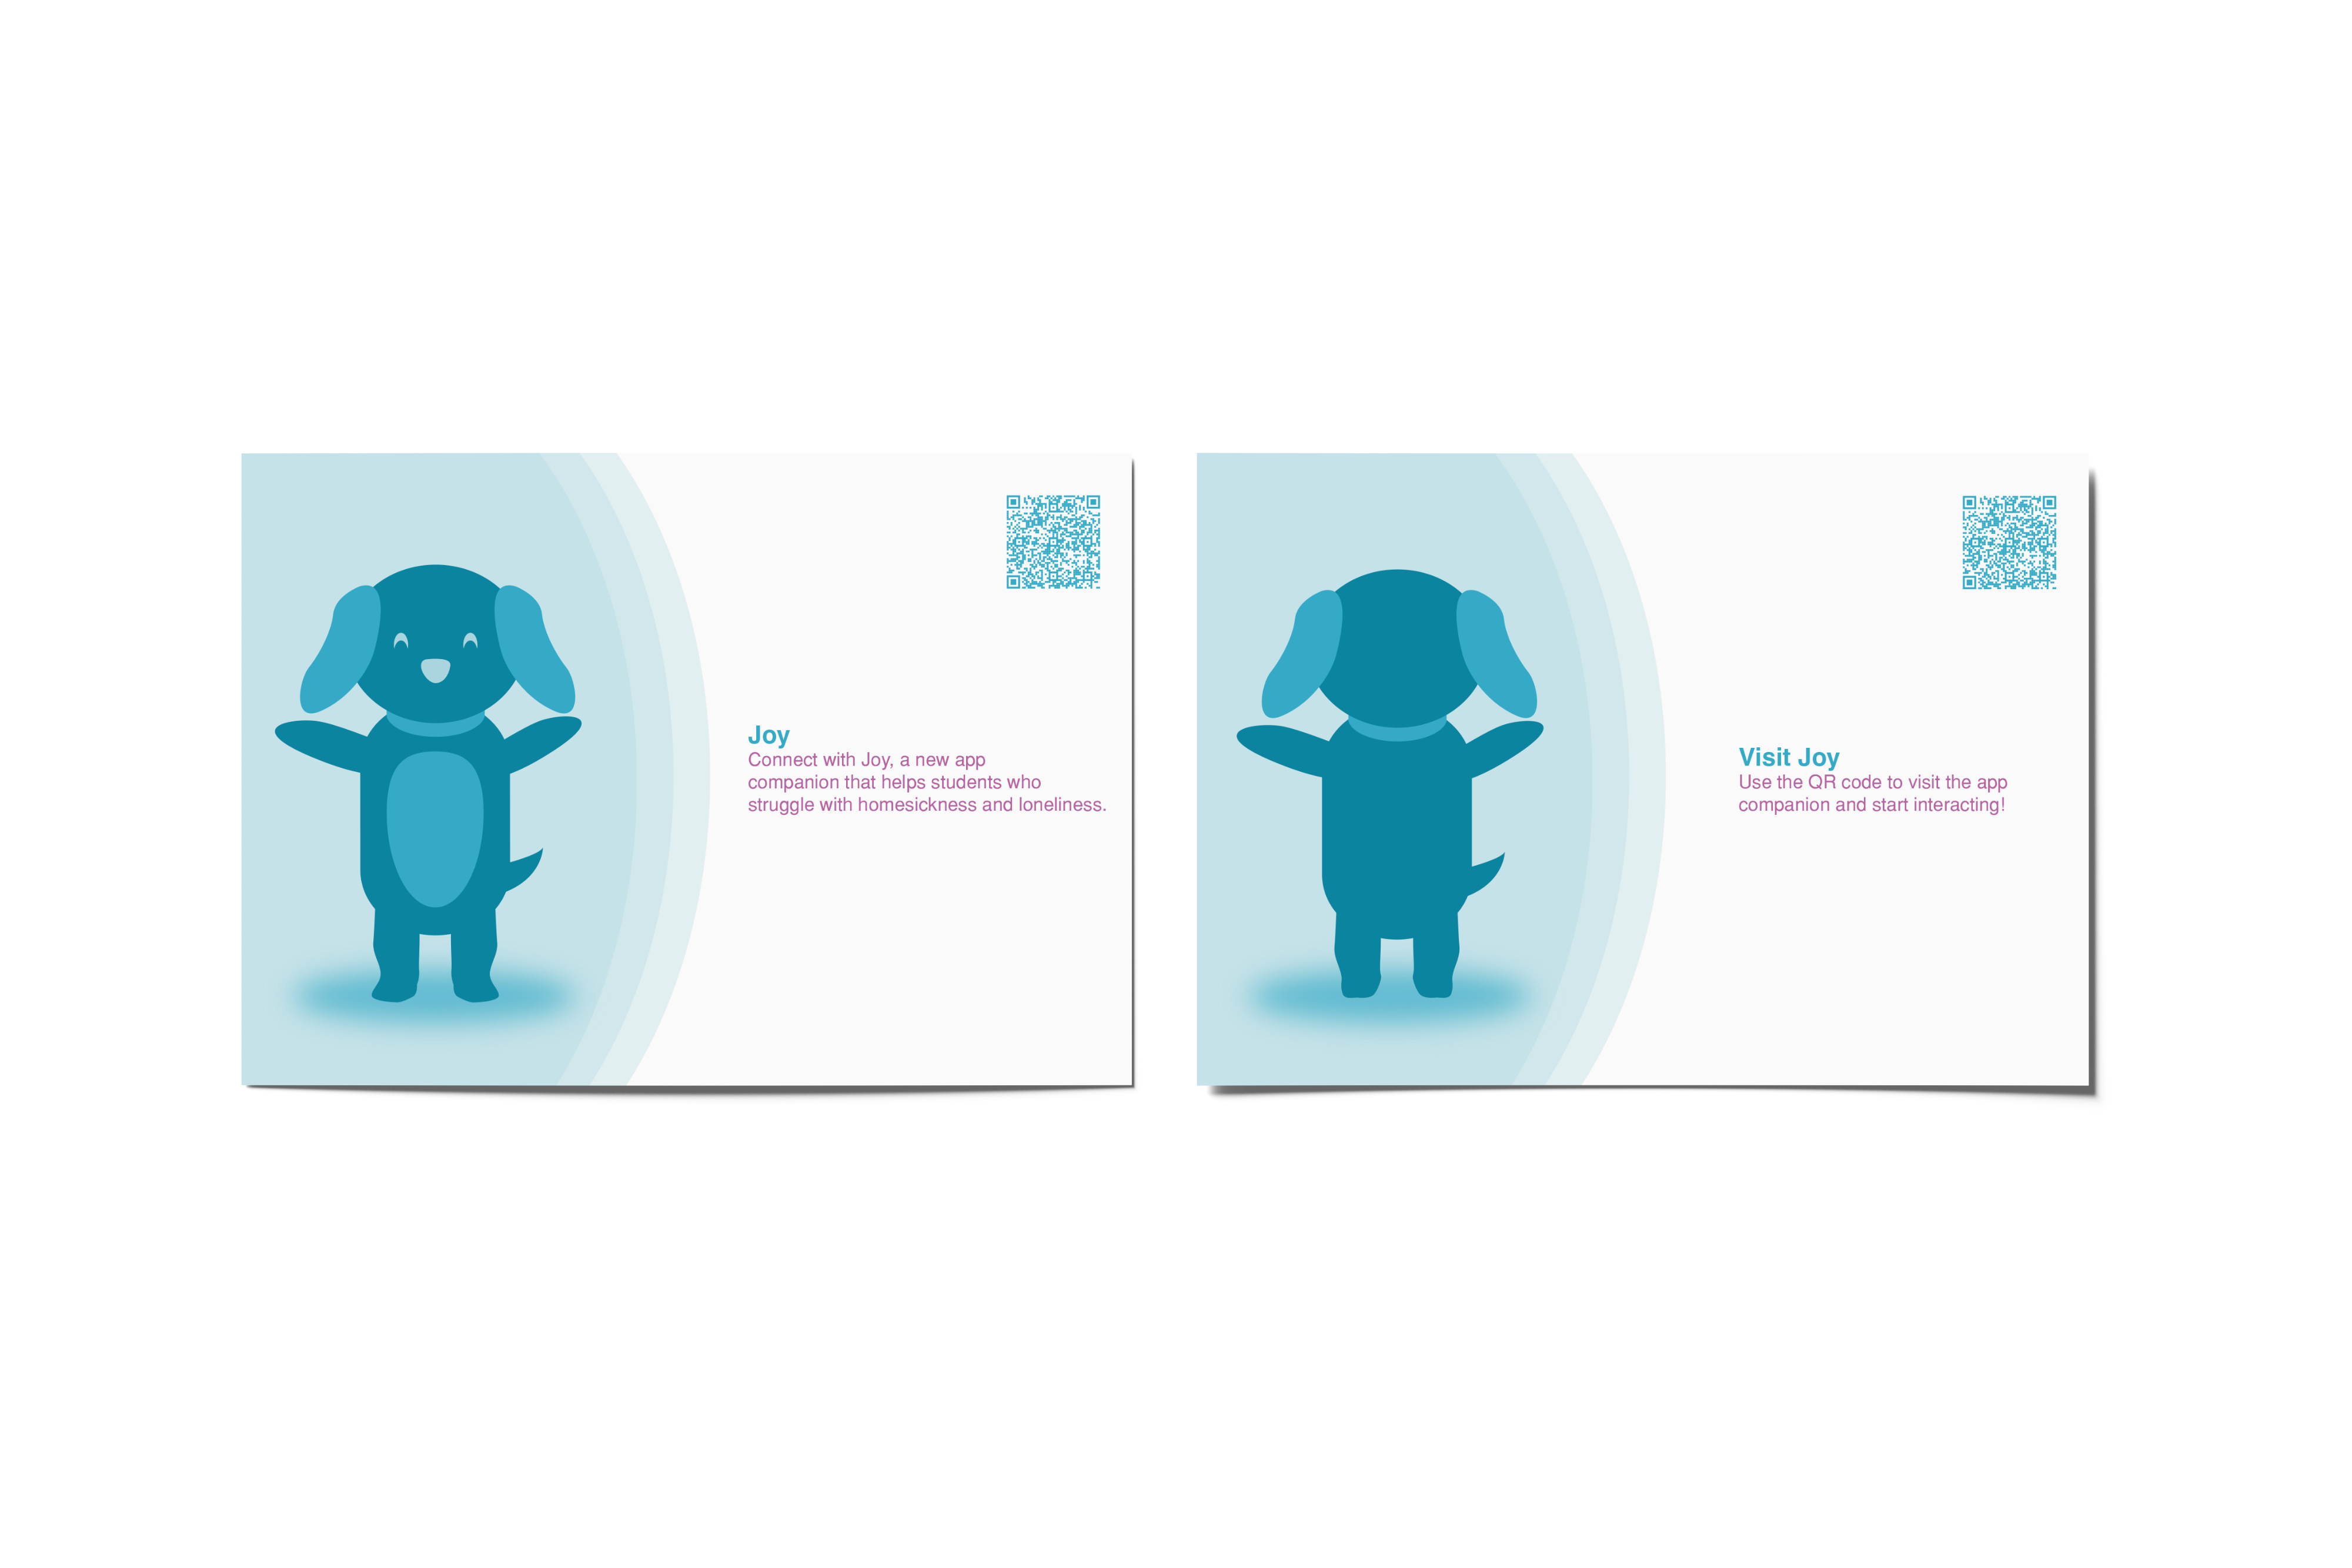 Joy
Connect with Joy, a new app
companion that helps students who
struggle with homesickness and loneliness.
Visit Joy
Use the QR code to visit the app
companion and start interacting!